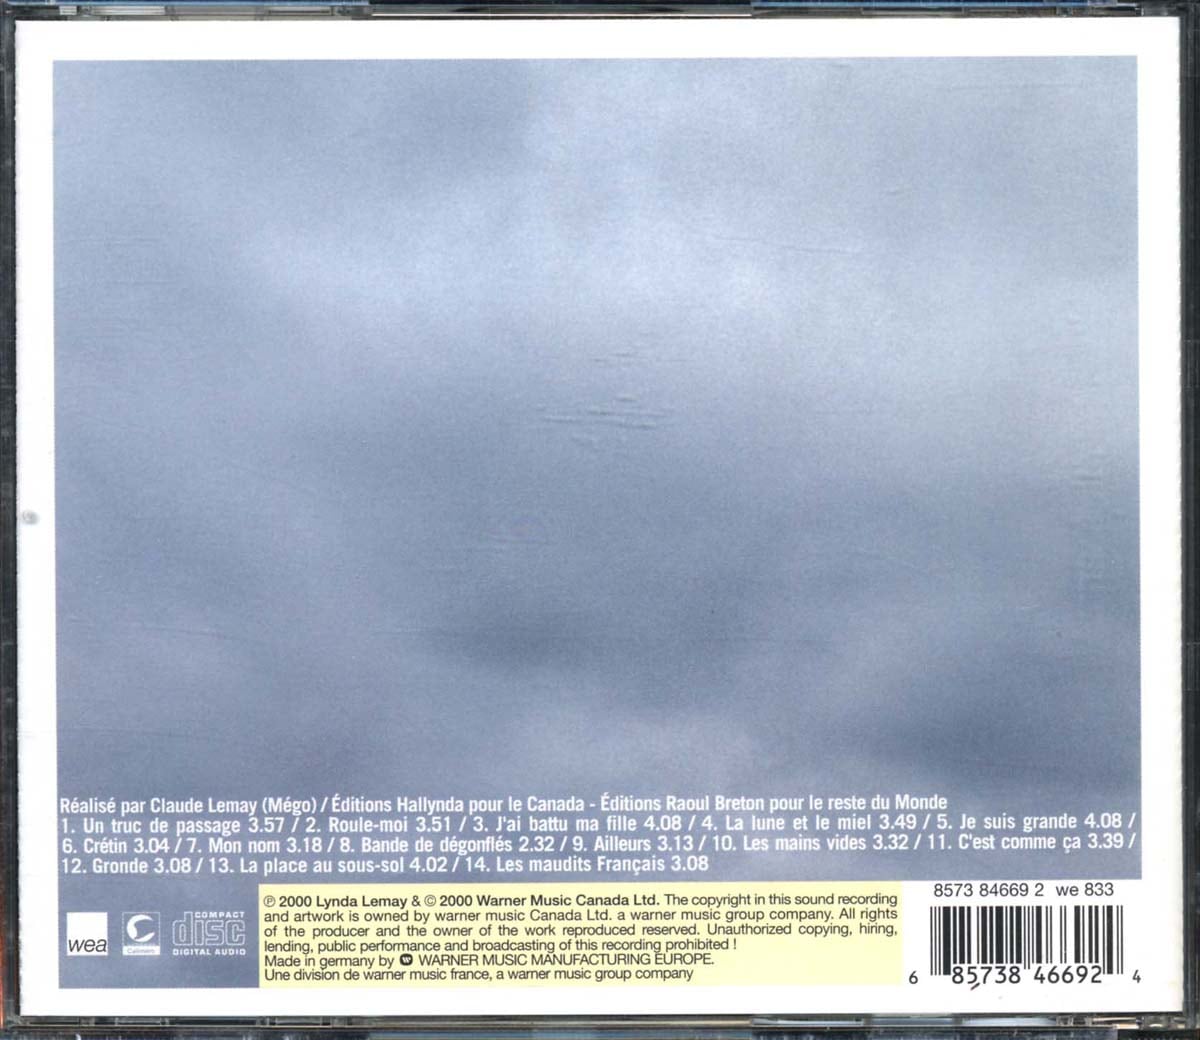 Réalisé par Claude Lemay (Mégo) / Éditions Hallynda pour le Canada - Éditions Raoul Breton pour le reste du Monde
1. Un truc de passage 3.57 / 2. Roule-moi 3.51 / 3. J'ai battu ma fille 4.08 / 4. La lune et le miel 3.49 / 5. Je suis grande 4.08 /
6. Crétin 3.04 / 7. Mon nom 3.18 / 8. Bande de dégonflés 2.32 / 9. Ailleurs 3.13 / 10. Les mains vides 3.32 / 11. C'est comme ça 3.39 /
12. Gronde 3.08 / 13. La place au sous-sol 4.02 / 14. Les maudits Français 3.08
wea
Calimero
COMPACT
disc
DIGITAL AUDIO
℗ 2000 Lynda Lemay & © 2000 Warner Music Canada Ltd. The copyright in this sound recording
and artwork is owned by warner music Canada Ltd. a warner music group company. All rights
of the producer and the owner of the work reproduced reserved. Unauthorized copying, hiring,
lending, public performance and broadcasting of this recording prohibited !
Made in germany by WARNER MUSIC MANUFACTURING EUROPE.
Une division de warner music france, a warner music group company
8573 84669 2 we 833
6 85738 46692 4